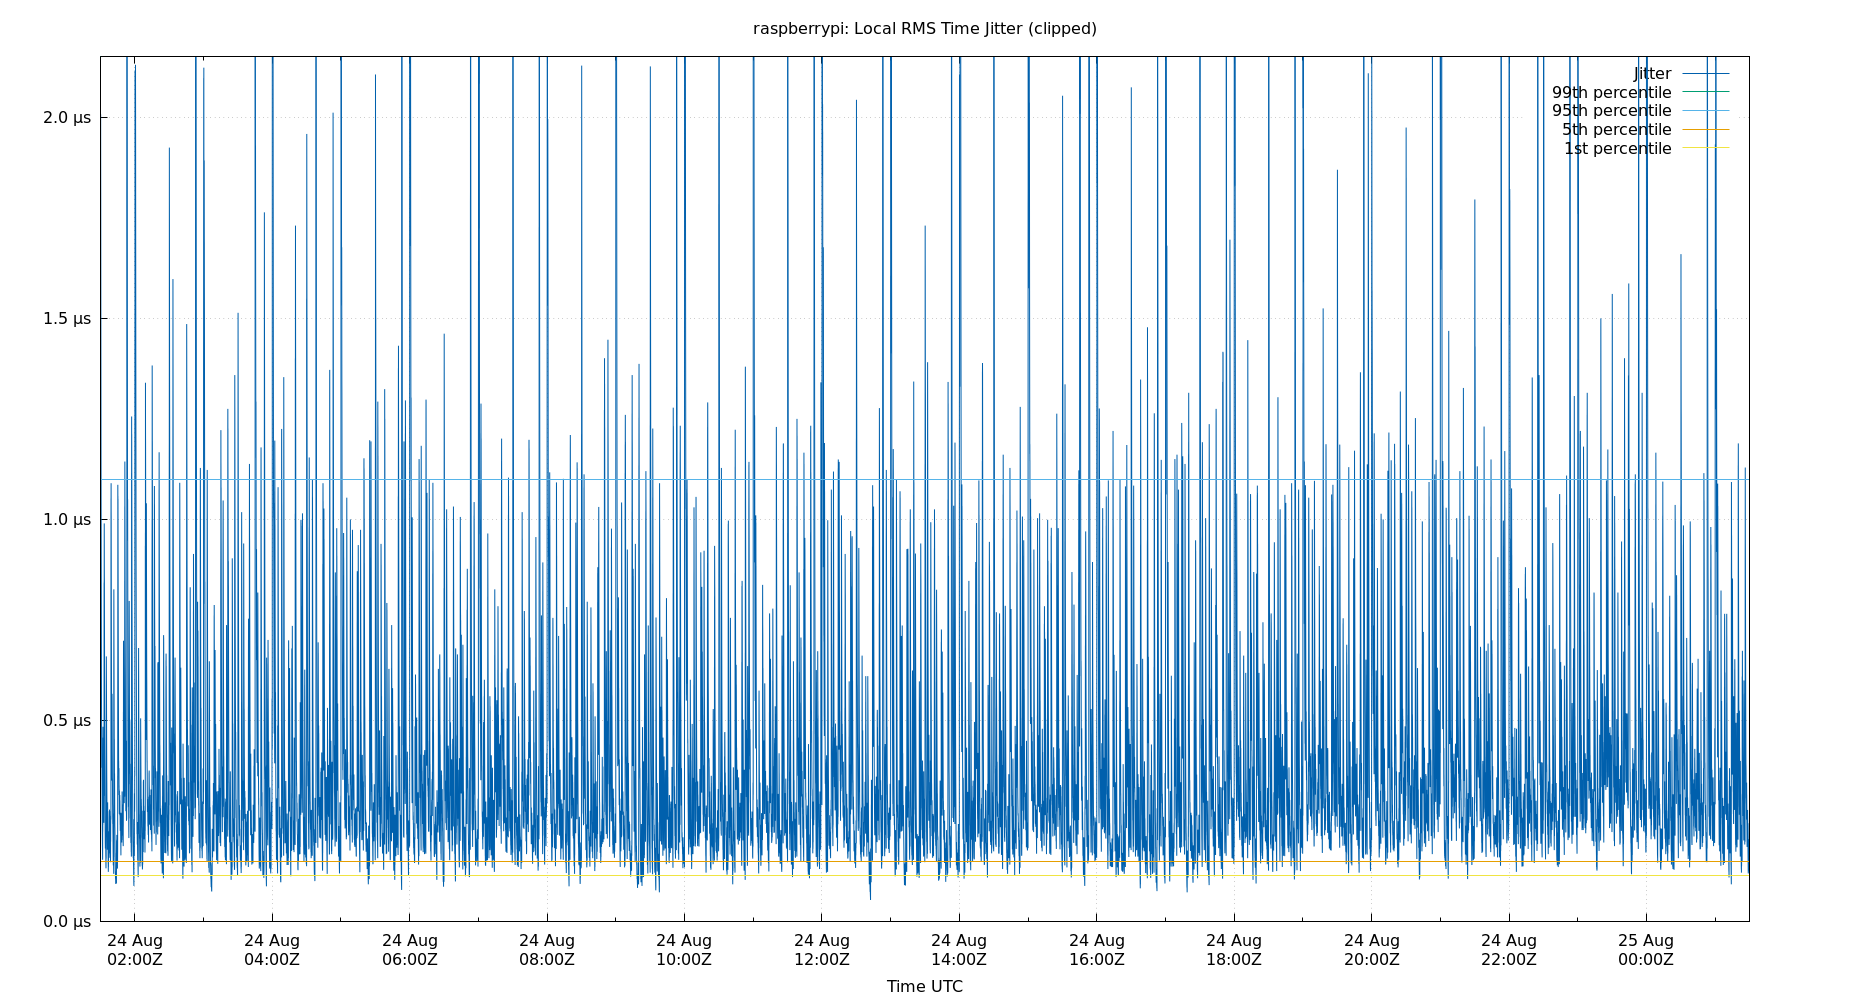 raspberrypi: Local RMS Time Jitter (clipped)
Jitter
99th percentile
95th percentile
5th percentile
1st percentile
2.0 µs
1.5 µs
1.0 µs
0.5 µs
0.0 µs
24 Aug 24 Aug 24 Aug 24 Aug 24 Aug 24 Aug 24 Aug 24 Aug 24 Aug 24 Aug 24 Aug 25 Aug
02:00Z 04:00Z 06:00Z 08:00Z 10:00Z 12:00Z 14:00Z 16:00Z 18:00Z 20:00Z 22:00Z 00:00Z
Time UTC